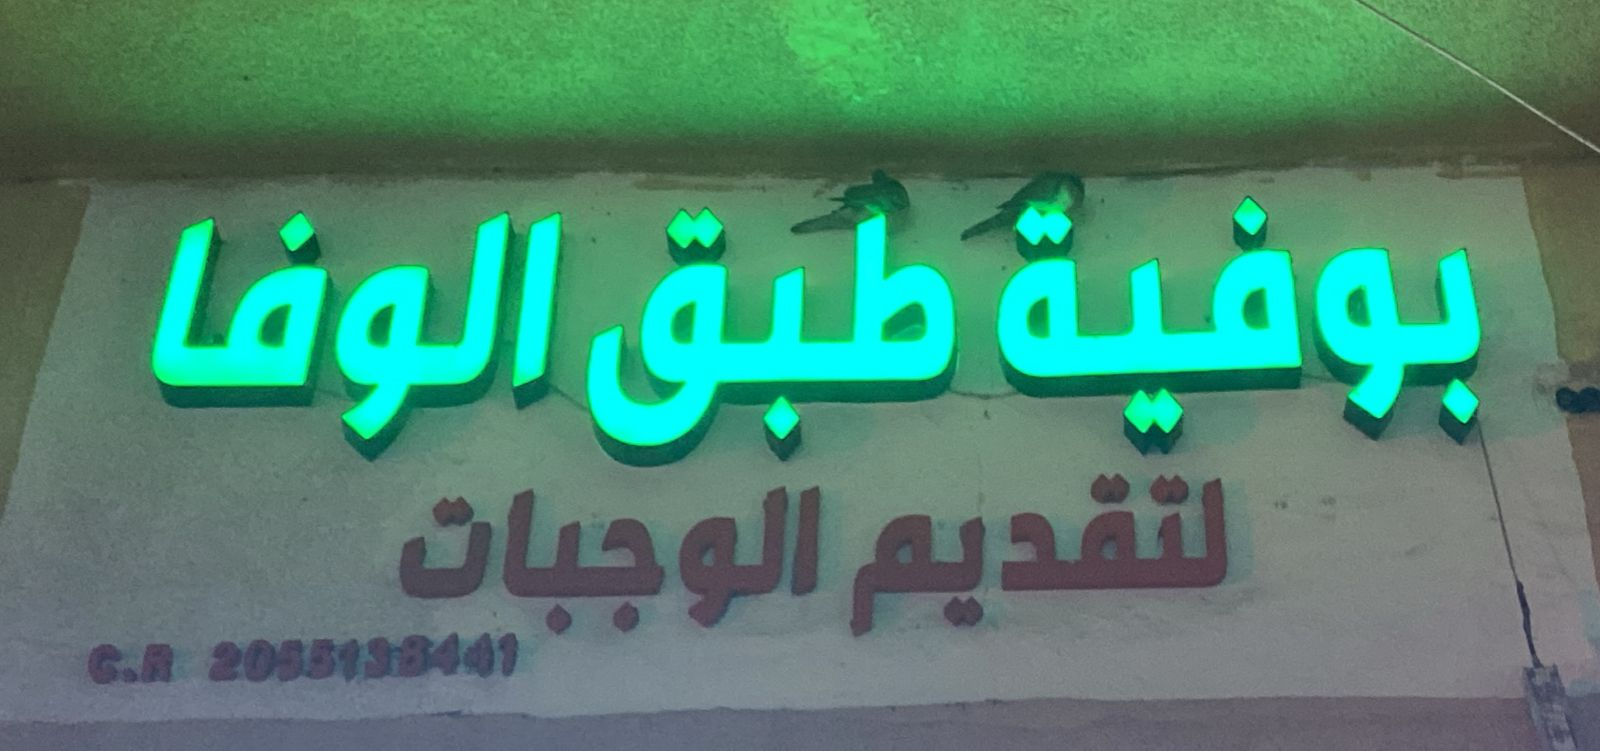 بوفية طبق الوفا
لتقديم الوجبات
C.R 2055138441